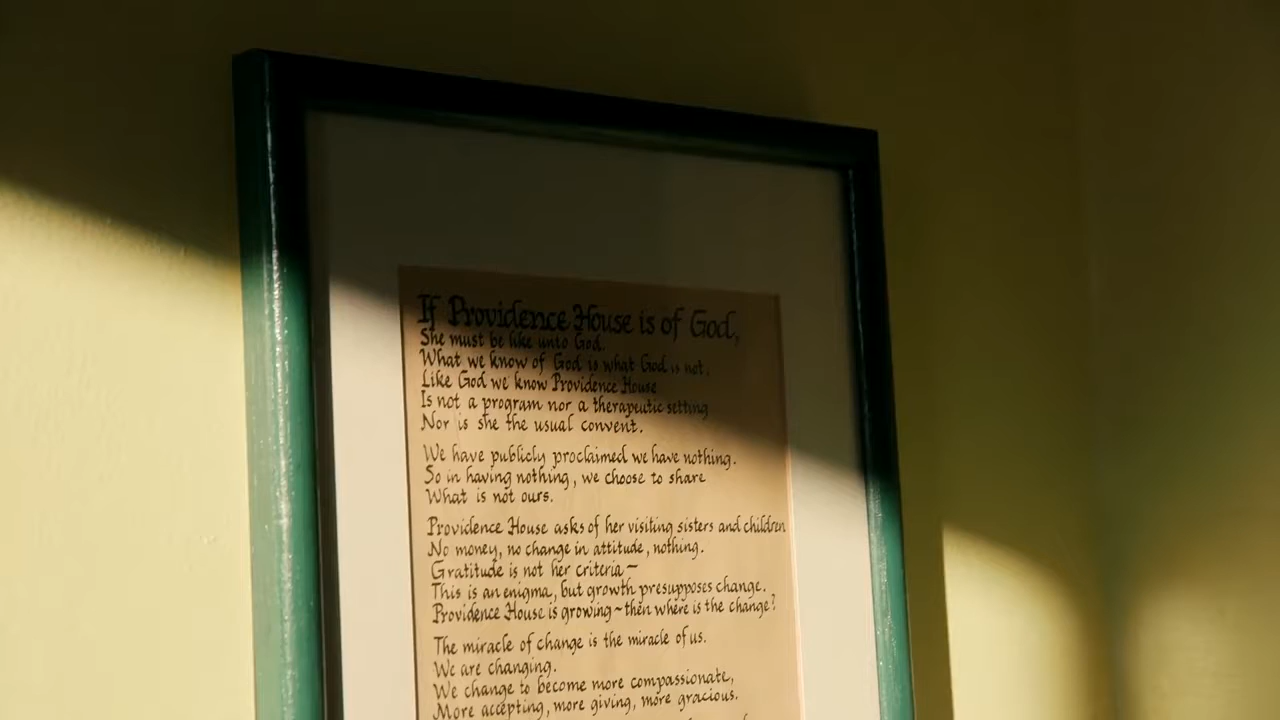 If Providence House is of God,
She must be like unto God.
What we know of God is what God is not.
Like God we know Providence House
Is not a program nor a therapeutic setting
Nor is she the usual convent.
We have publicly proclaimed we have nothing.
So in having nothing, we choose to share
What is not ours.
Providence House asks of her visiting sisters and children
No money, no change in attitude, nothing.
Gratitude is not her criteria~
This is an enigma, but growth presupposes change.
Providence House is growing~then where is the change?
The miracle of change is the miracle of us.
We are changing.
We change to become more compassionate,
More accepting, more giving, more gracious.